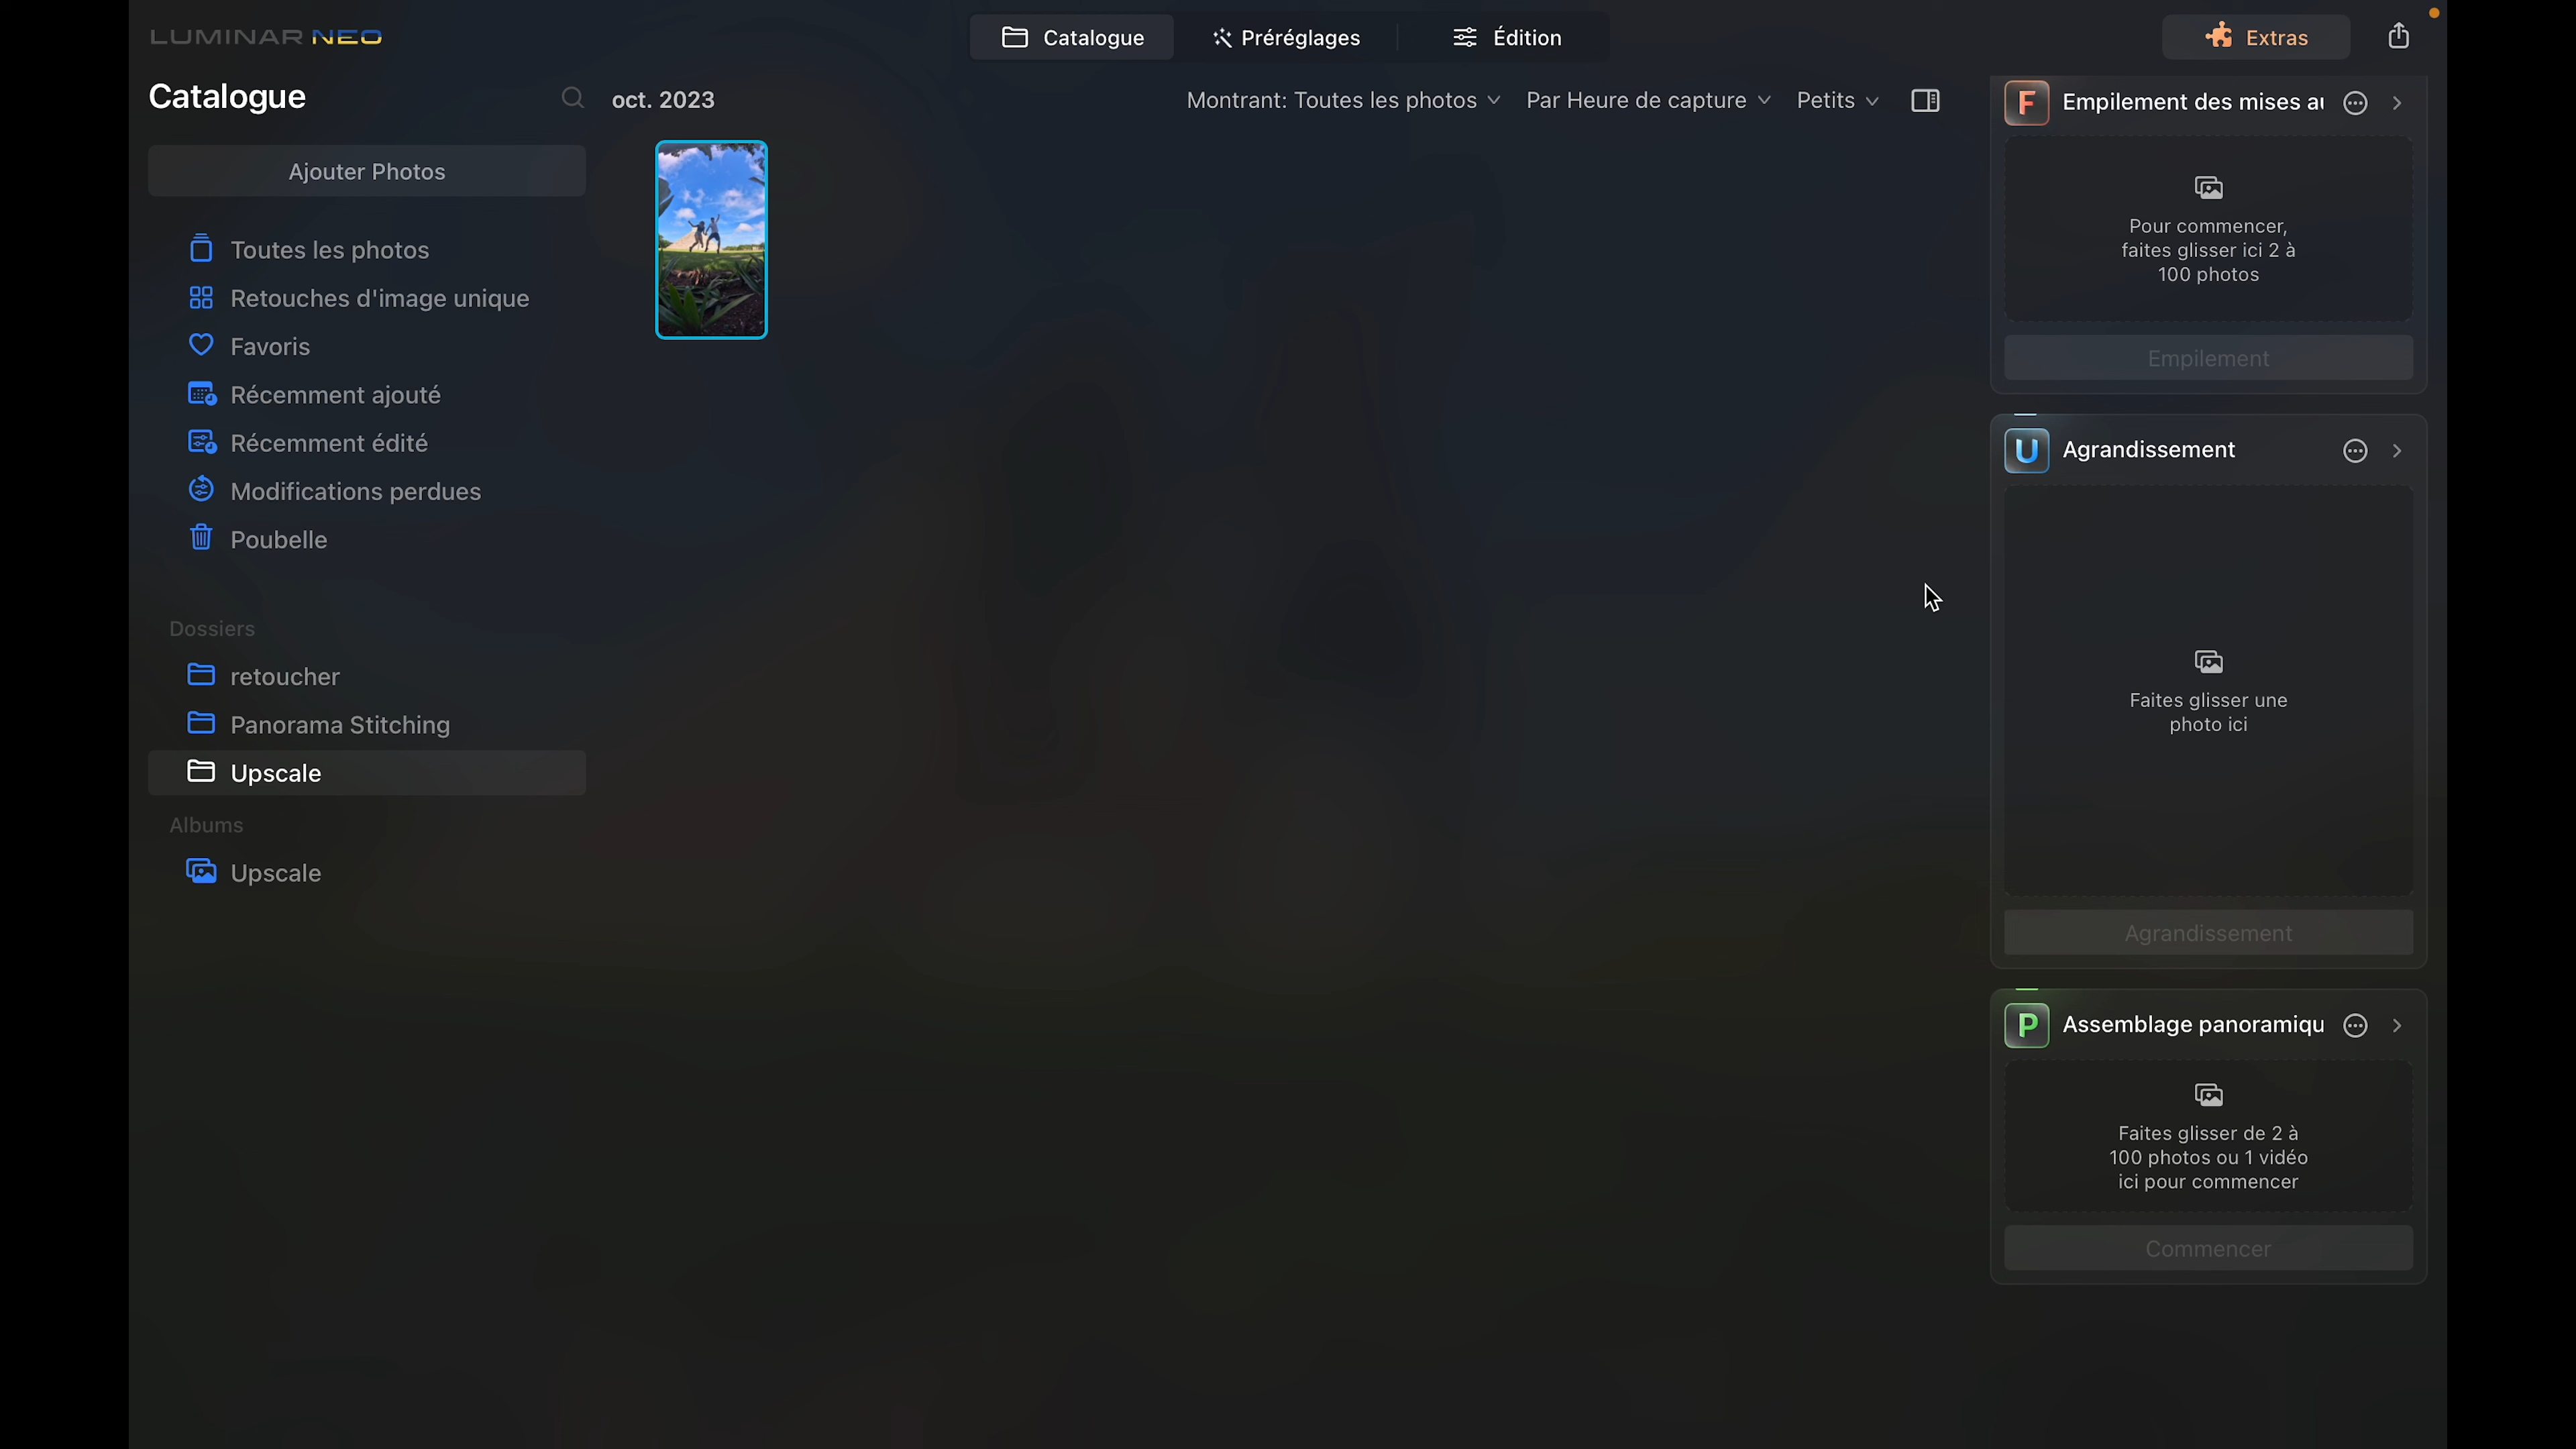 LUMINAR NEO
Catalogue
Préréglages
Édition
Extras
Catalogue
oct. 2023
Montrant: Toutes les photos
Par Heure de capture
Petits
Ajouter Photos
Toutes les photos
Retouches d'image unique
Favoris
Récemment ajouté
Récemment édité
Modifications perdues
Poubelle
Dossiers
retoucher
Panorama Stitching
Upscale
Albums
Upscale
F
Empilement des mises au
Pour commencer,
faites glisser ici 2 à
100 photos
Empilement
U
Agrandissement
Faites glisser une
photo ici
Agrandissement
P
Assemblage panoramiqu
Faites glisser de 2 à
100 photos ou 1 vidéo
ici pour commencer
Commencer